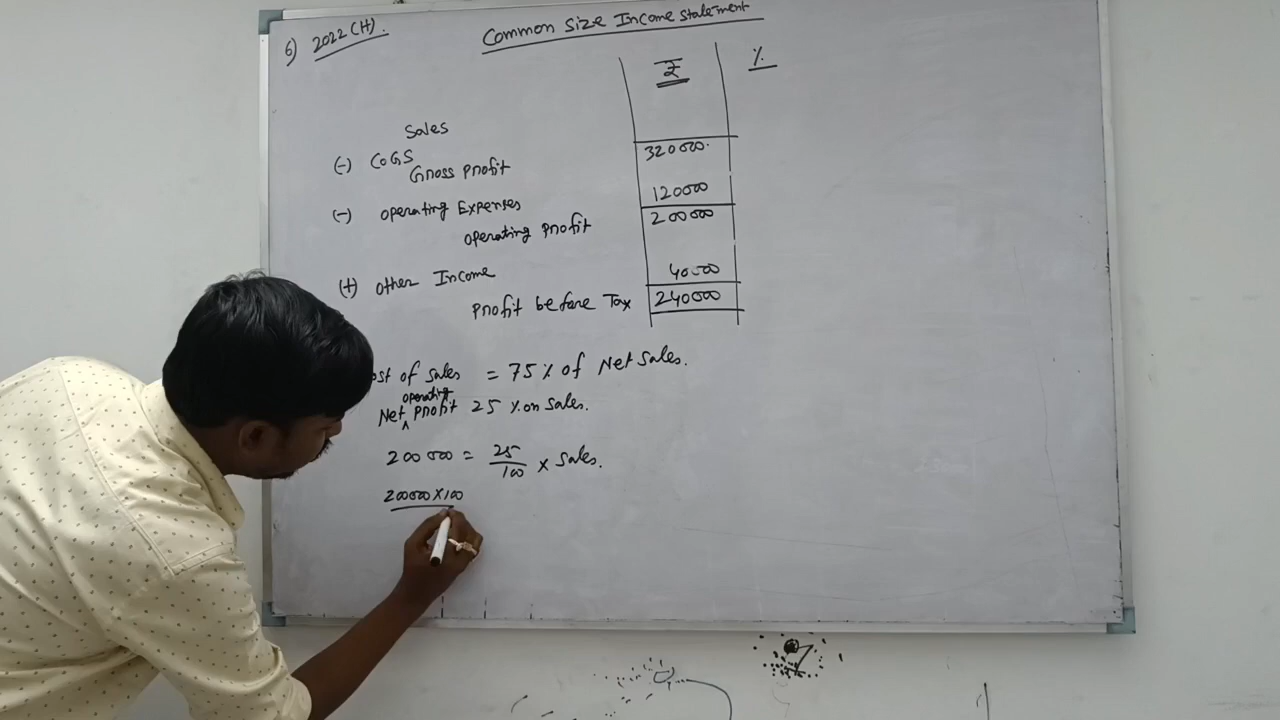 6) 2022 (H).
Common Size Income Statement
₹ %
Sales
(-) COGS 320000.
Gross Profit
120000
(-) Operating Expenses 200000
Operating Profit
(+) Other Income 40000
Profit before Tax 240000
ost of Sales = 75% of Net Sales.
operating
Net ^ profit 25 % on Sales.
200000 = 25/100 × Sales.
200000 × 100